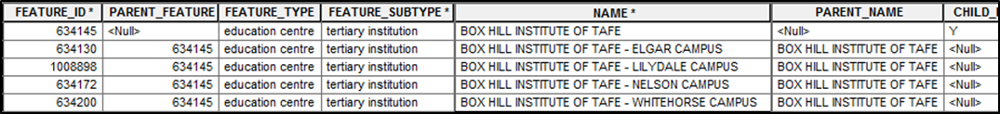 FEATURE_ID * PARENT_FEATURE FEATURE_TYPE * FEATURE_SUBTYPE * NAME * PARENT_NAME CHILD_
634145 <Null> education centre tertiary institution BOX HILL INSTITUTE OF TAFE <Null> Y
634130 634145 education centre tertiary institution BOX HILL INSTITUTE OF TAFE - ELGAR CAMPUS BOX HILL INSTITUTE OF TAFE <Null>
1008898 634145 education centre tertiary institution BOX HILL INSTITUTE OF TAFE - LILYDALE CAMPUS BOX HILL INSTITUTE OF TAFE <Null>
634172 634145 education centre tertiary institution BOX HILL INSTITUTE OF TAFE - NELSON CAMPUS BOX HILL INSTITUTE OF TAFE <Null>
634200 634145 education centre tertiary institution BOX HILL INSTITUTE OF TAFE - WHITEHORSE CAMPUS BOX HILL INSTITUTE OF TAFE <Null>